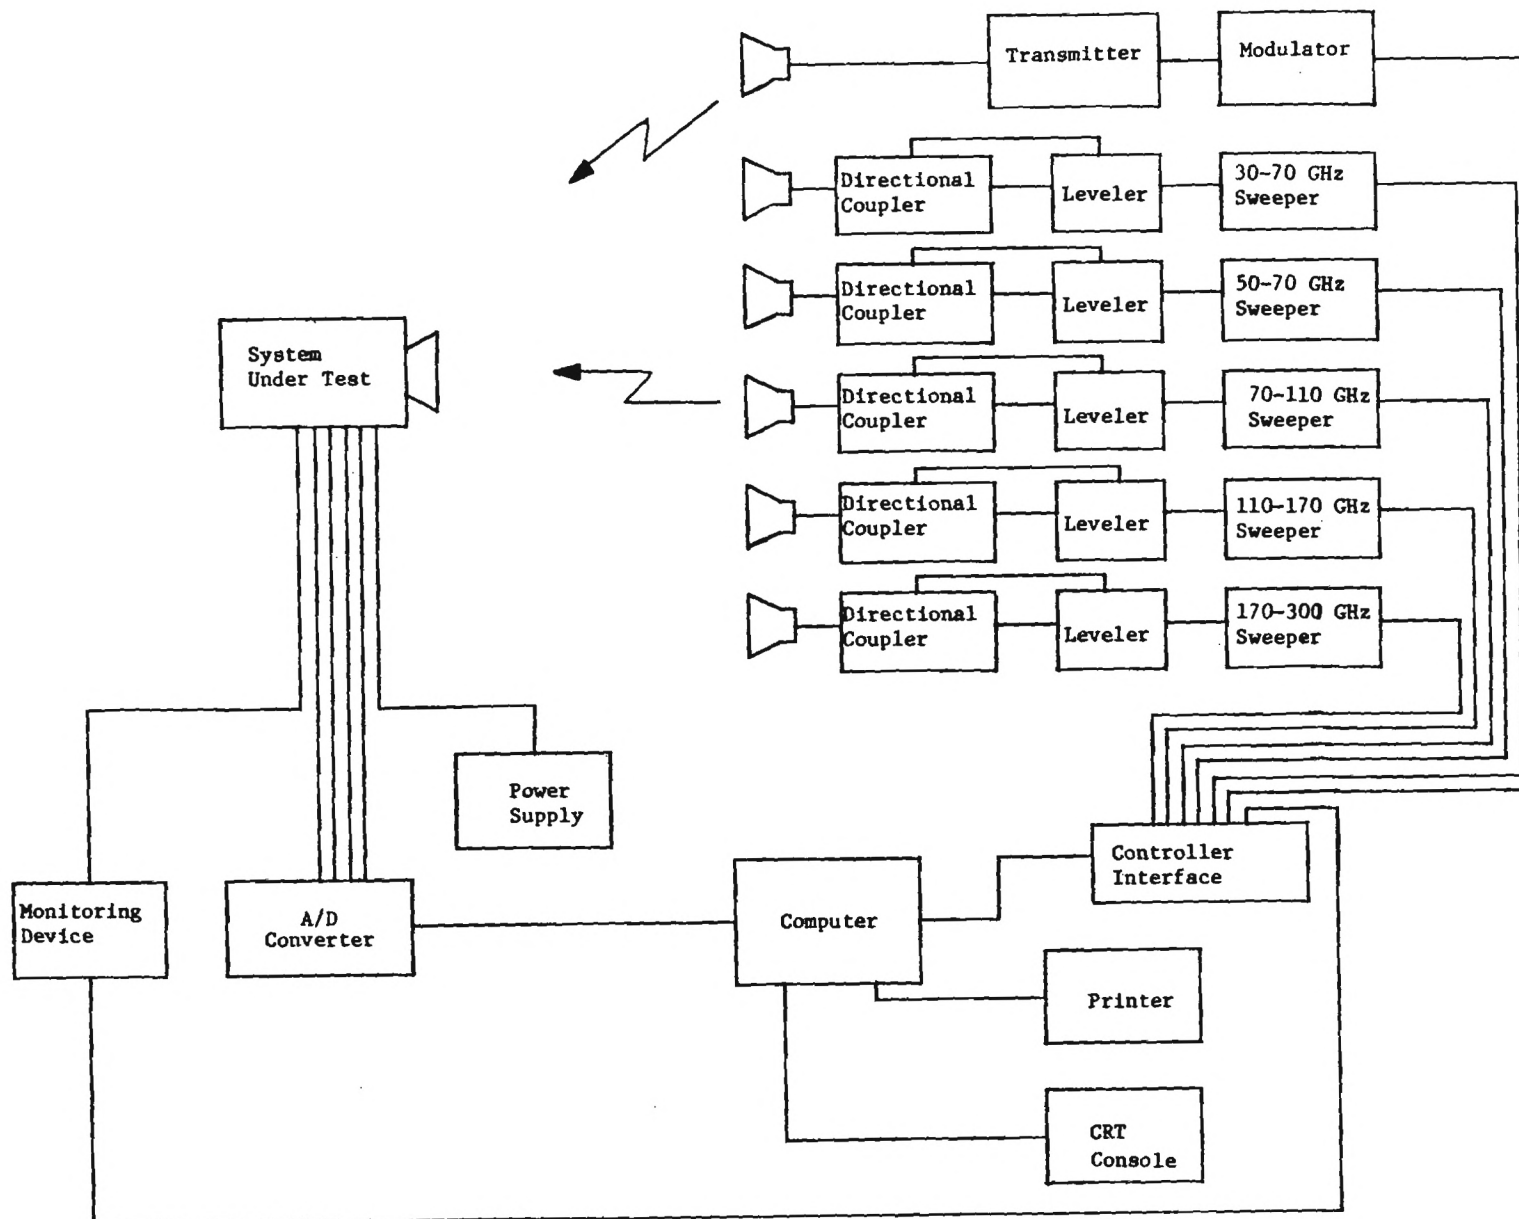 Transmitter
Modulator
Directional
Coupler
Leveler
30-70 GHz
Sweeper
Directional
Coupler
Leveler
50-70 GHz
Sweeper
System
Under Test
Directional
Coupler
Leveler
70-110 GHz
Sweeper
Directional
Coupler
Leveler
110-170 GHz
Sweeper
Directional
Coupler
Leveler
170-300 GHz
Sweeper
Power
Supply
Controller
Interface
Monitoring
Device
A/D
Converter
Computer
Printer
CRT
Console